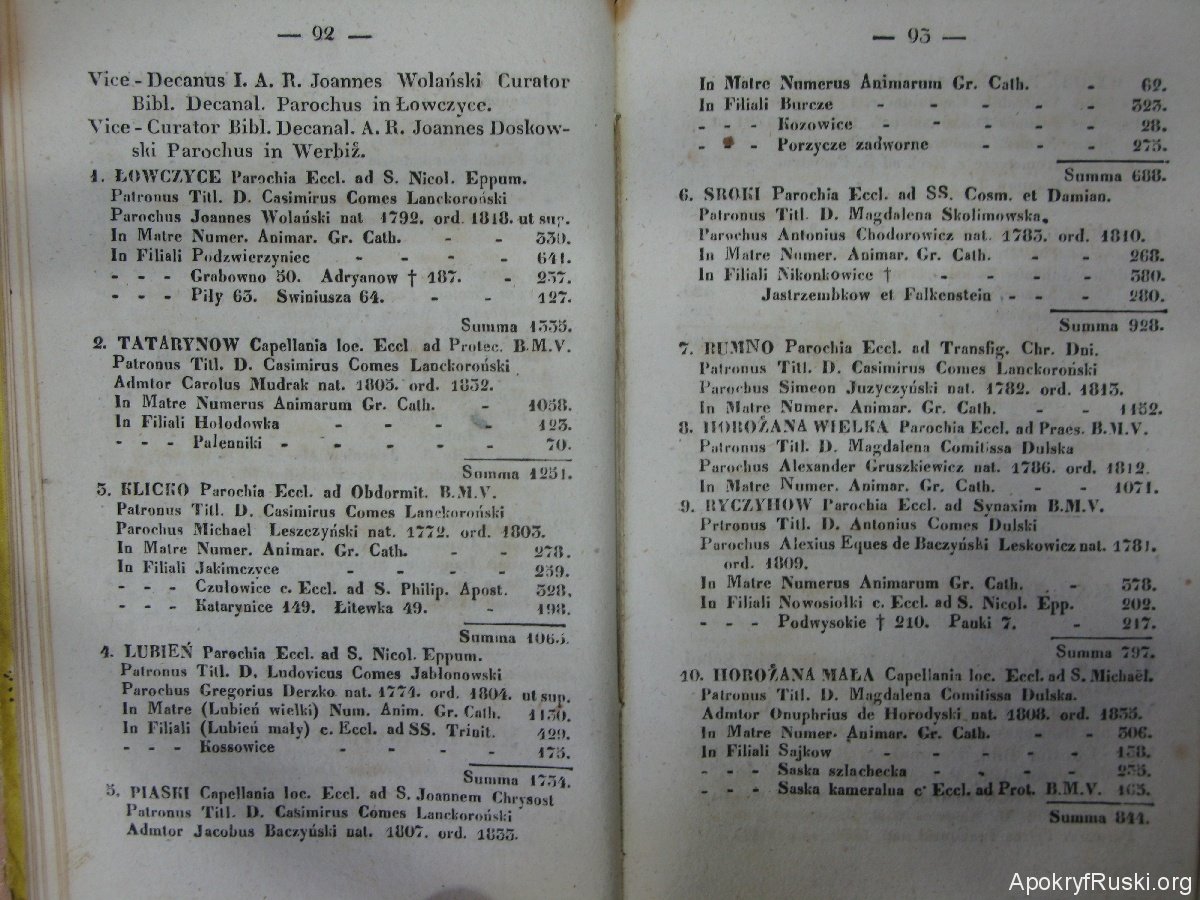 — 92 —
Vice-Decanus I. A. R. Joannes Wolański Curator
Bibl. Decanal. Parochus in Łowczyce.
Vice-Curator Bibl. Decanal. A. R. Joannes Doskow-
ski Parochus in Werbiż.
1. ŁOWCZYCE Parochia Eccl. ad S. Nicol. Eppum.
Patronus Titl. D. Casimirus Comes Lanckoroński
Parochus Joannes Wolański nat 1792. ord. 1818. ut sup.
In Matre Numer. Animar. Gr. Cath. - - 330.
In Filiali Podzwierzyniec - - - - 641.
- - - Grabowno 50. Adryanow † 187. - 237.
- - - Piły 63. Swiniusza 64. - - 127.
Summa 1335.
2. TATARYNOW Capellania loc. Eccl ad Protec. B.M.V.
Patronus Titl. D. Casimirus Comes Lanckoroński
Admtor Carolus Mudrak nat. 1805. ord. 1832.
In Matre Numerus Animarum Gr. Cath. - 1058.
In Filiali Hołodowka - - - - 123.
- - - Palenniki - - - - - 70.
Summa 1251.
3. KLICKO Parochia Eccl. ad Obdormit. B.M.V.
Patronus Titl. D. Casimirus Comes Lanckoroński
Parochus Michael Leszczyński nat. 1772. ord. 1803.
In Matre Numer. Animar. Gr. Cath. - - 278.
In Filiali Jakimczyce - - - - 259.
- - - Czułowice c. Eccl. ad S. Philip. Apost. 328.
- - - Katarynice 149. Łitewka 49. - 198.
Summa 1063.
4. LUBIEŃ Parochia Eccl. ad S. Nicol. Eppum.
Patronus Titl. D. Ludovicus Comes Jabłonowski
Parochus Gregorius Derzko nat. 1774. ord. 1804. ut sup.
In Matre (Lubień wielki) Num. Anim. Gr. Cath. 1130.
In Filiali (Lubień mały) c. Eccl. ad SS. Trinit. 429.
- - - Kossowice - - - - 175.
Summa 1734.
5. PIASKI Capellania loc. Eccl. ad S. Joannem Chrysost
Patronus Titl. D. Casimirus Comes Lanckoroński
Admtor Jacobus Baczyński nat. 1807. ord. 1833.
— 93 —
In Matre Numerus Animarum Gr. Cath. - 62.
In Filiali Burcze - - - - - 323.
- - - Kozowice - - - - - 28.
- - - Porzycze zadworne - - - 275.
Summa 688.
6. SROKI Parochia Eccl. ad SS. Cosm. et Damian.
Patronus Titl. D. Magdalena Skolimowska.
Parochus Antonius Chodorowicz nat. 1783. ord. 1810.
In Matre Numer. Animar. Gr. Cath. - - 268.
In Filiali Nikonkowice † - - - - 380.
Jastrzembkow et Falkenstein - - - 280.
Summa 928.
7. RUMNO Parochia Eccl. ad Transfig. Chr. Dni.
Patronus Titl. D. Casimirus Comes Lanckoroński
Parochus Simeon Juzyczyński nat. 1782. ord. 1813.
In Matre Numer. Animar. Gr. Cath. - - 1152.
8. HOROŻANA WIELKA Parochia Eccl. ad Praes. B.M.V.
Patronus Titl. D. Magdalena Comitissa Dulska
Parochus Alexander Gruszkiewicz nat. 1786. ord. 1812.
In Matre Numer. Animar. Gr. Cath. - - 1071.
9. RYCZYHOW Parochia Eccl. ad Synaxim B.M.V.
Prtronus Titl. D. Antonius Comes Dulski
Parochus Alexius Eques de Baczyński Leskowicz nat. 1781.
ord. 1809.
In Matre Numerus Animarum Gr. Cath. - 378.
In Filiali Nowosiołki c. Eccl. ad S. Nicol. Epp. 202.
- - - Podwysokie † 210. Pauki 7. - 217.
Summa 797.
10. HOROŻANA MAŁA Capellania loc. Eccl. ad S. Michaël.
Patronus Titl. D. Magdalena Comitissa Dulska.
Admtor Onuphrius de Horodyski nat. 1808. ord. 1835.
In Matre Numer. Animar. Gr. Cath. - - 306.
In Filiali Sajkow - - - - - 138.
- - - Saska szlachecka - - - - 235.
- - - Saska kameralna c Eccl. ad Prot. B.M.V. 165.
Summa 844.
ApokryfRuski.org